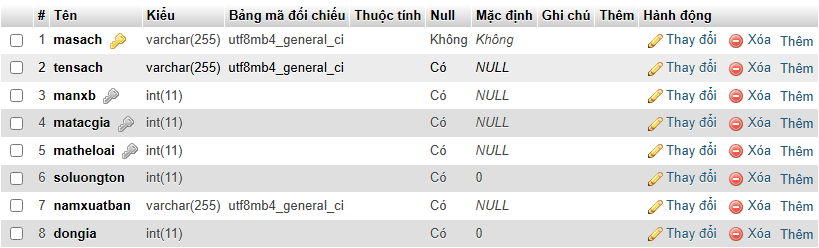 # Tên Kiểu Bảng mã đối chiếu Thuộc tính Null Mặc định Ghi chú Thêm Hành động
1 masach varchar(255) utf8mb4_general_ci Không Không Thay đổi Xóa Thêm
2 tensach varchar(255) utf8mb4_general_ci Có NULL Thay đổi Xóa Thêm
3 manxb int(11) Có NULL Thay đổi Xóa Thêm
4 matacgia int(11) Có NULL Thay đổi Xóa Thêm
5 matheloai int(11) Có NULL Thay đổi Xóa Thêm
6 soluongton int(11) Có 0 Thay đổi Xóa Thêm
7 namxuatban varchar(255) utf8mb4_general_ci Có NULL Thay đổi Xóa Thêm
8 dongia int(11) Có 0 Thay đổi Xóa Thêm